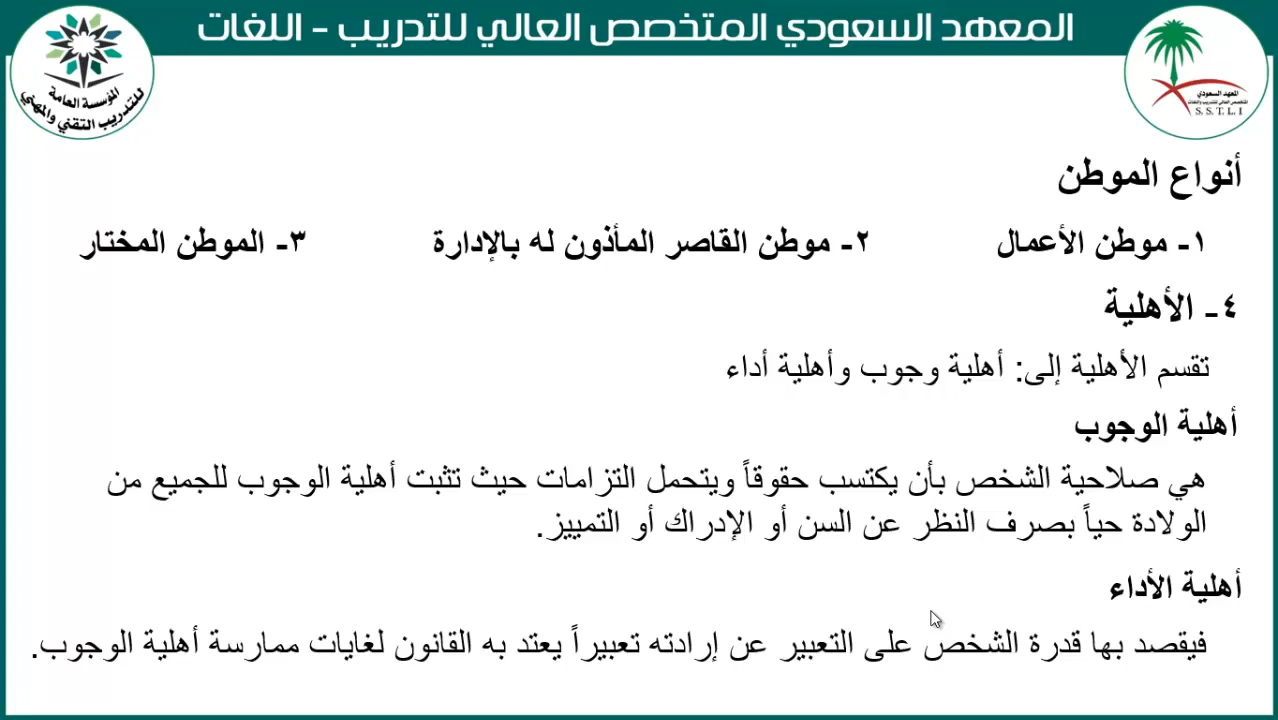 المعهد السعودي المتخصص العالي للتدريب - اللغات
المؤسسة العامة
للتدريب التقني والمهني
المعهد السعودي
المتخصص العالي للتدريب واللغات
S.S.T.L.I
أنواع الموطن
١- موطن الأعمال ٢- موطن القاصر المأذون له بالإدارة ٣- الموطن المختار
٤- الأهلية
تقسم الأهلية إلى: أهلية وجوب وأهلية أداء
أهلية الوجوب
هي صلاحية الشخص بأن يكتسب حقوقاً ويتحمل التزامات حيث تثبت أهلية الوجوب للجميع من
الولادة حياً بصرف النظر عن السن أو الإدراك أو التمييز.
أهلية الأداء
فيقصد بها قدرة الشخص على التعبير عن إرادته تعبيراً يعتد به القانون لغايات ممارسة أهلية الوجوب.